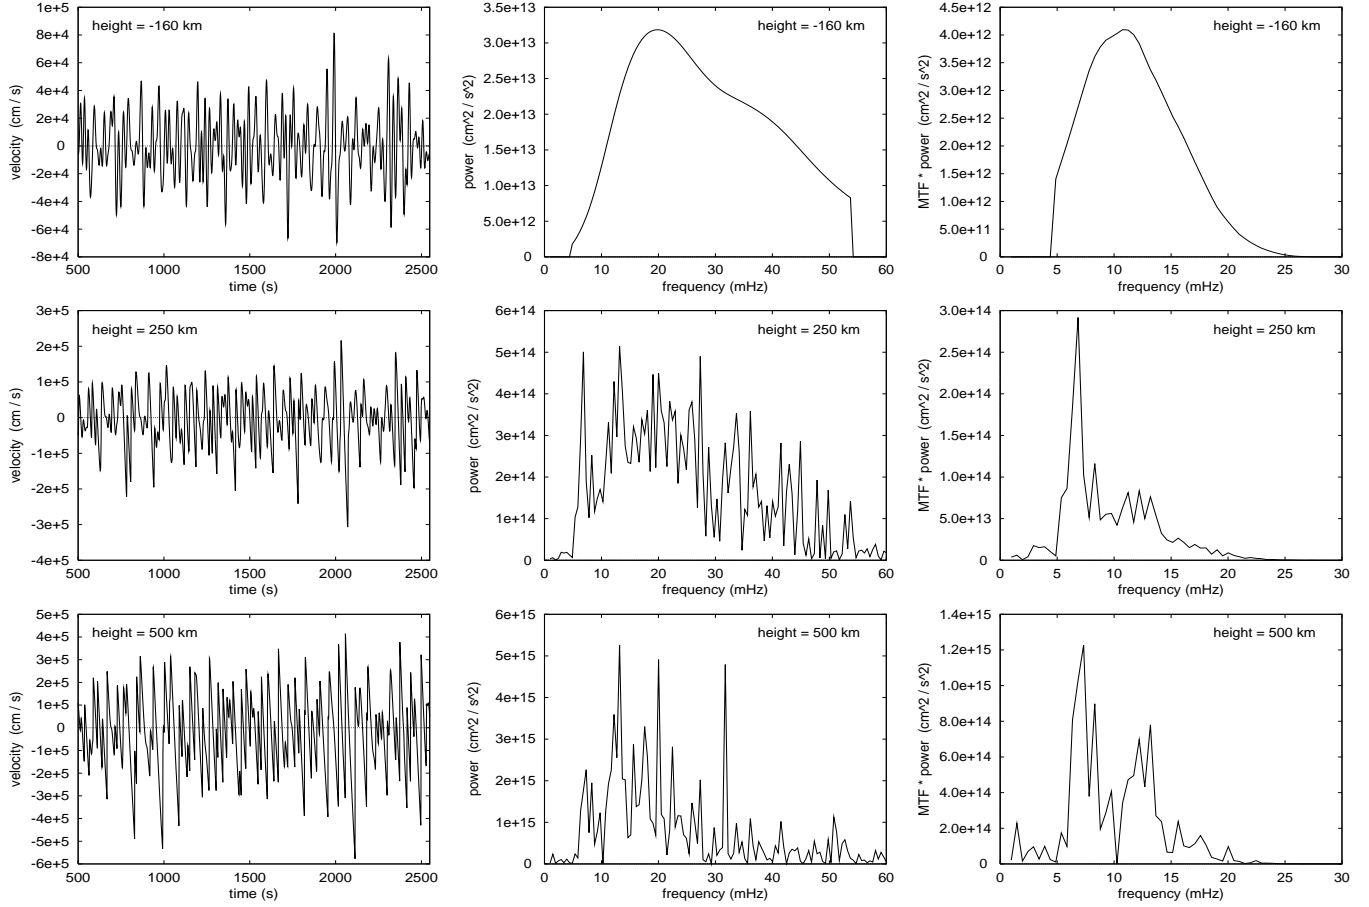 height = -160 km
velocity (cm / s)
1e+5
8e+4
6e+4
4e+4
2e+4
0
-2e+4
-4e+4
-6e+4
-8e+4
500 1000 1500 2000 2500
time (s)
height = -160 km
power (cm^2 / s^2)
3.5e+13
3.0e+13
2.5e+13
2.0e+13
1.5e+13
1.0e+13
5.0e+12
0
0 10 20 30 40 50 60
frequency (mHz)
height = -160 km
MTF * power (cm^2 / s^2)
4.5e+12
4.0e+12
3.5e+12
3.0e+12
2.5e+12
2.0e+12
1.5e+12
1.0e+12
5.0e+11
0
0 5 10 15 20 25 30
frequency (mHz)
height = 250 km
velocity (cm / s)
3e+5
2e+5
1e+5
0
-1e+5
-2e+5
-3e+5
-4e+5
500 1000 1500 2000 2500
time (s)
height = 250 km
power (cm^2 / s^2)
6e+14
5e+14
4e+14
3e+14
2e+14
1e+14
0
0 10 20 30 40 50 60
frequency (mHz)
height = 250 km
MTF * power (cm^2 / s^2)
3.0e+14
2.5e+14
2.0e+14
1.5e+14
1.0e+14
5.0e+13
0
0 5 10 15 20 25 30
frequency (mHz)
height = 500 km
velocity (cm / s)
5e+5
4e+5
3e+5
2e+5
1e+5
0
-1e+5
-2e+5
-3e+5
-4e+5
-5e+5
-6e+5
500 1000 1500 2000 2500
time (s)
height = 500 km
power (cm^2 / s^2)
6e+15
5e+15
4e+15
3e+15
2e+15
1e+15
0
0 10 20 30 40 50 60
frequency (mHz)
height = 500 km
MTF * power (cm^2 / s^2)
1.4e+15
1.2e+15
1.0e+15
8.0e+14
6.0e+14
4.0e+14
2.0e+14
0
0 5 10 15 20 25 30
frequency (mHz)